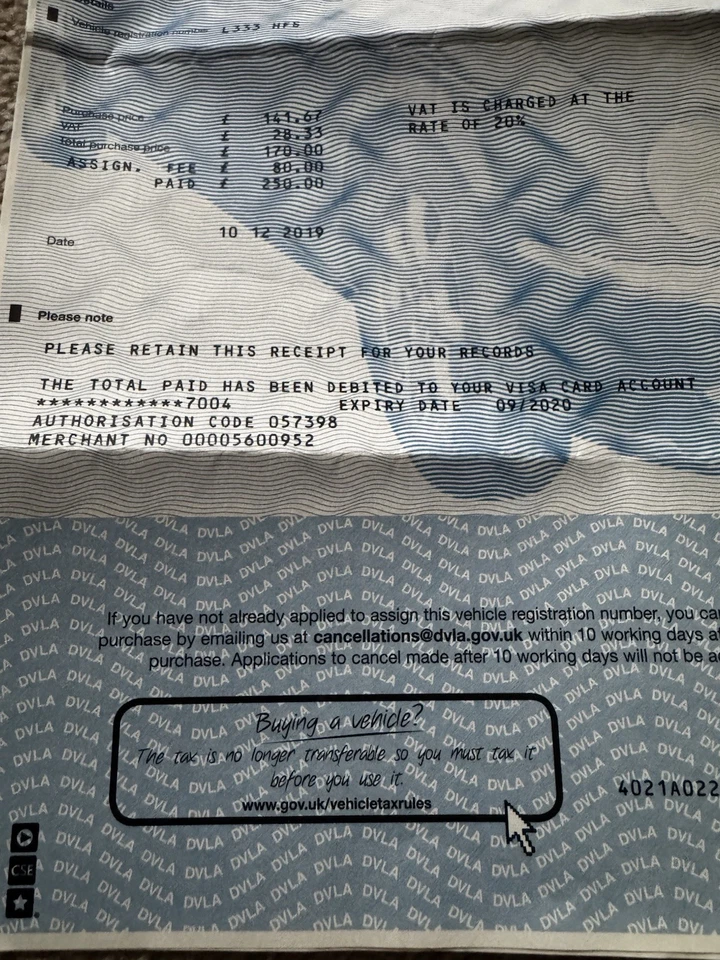 Details
Vehicle registration number L333 HFS
Purchase price £ 141.67 VAT IS CHARGED AT THE
VAT £ 28.33 RATE OF 20%
Total purchase price £ 170.00
ASSIGN. FEE £ 80.00
PAID £ 250.00
Date 10 12 2019
Please note
PLEASE RETAIN THIS RECEIPT FOR YOUR RECORDS
THE TOTAL PAID HAS BEEN DEBITED TO YOUR VISA CARD ACCOUNT
************7004 EXPIRY DATE 09/2020
AUTHORISATION CODE 057398
MERCHANT NO 00005600952
If you have not already applied to assign this vehicle registration number, you
purchase by emailing us at cancellations@dvla.gov.uk within 10 working days
purchase. Applications to cancel made after 10 working days will not be
Buying a vehicle?
The tax is no longer transferable so you must tax it
before you use it.
www.gov.uk/vehicletaxrules
4021A022
CSE